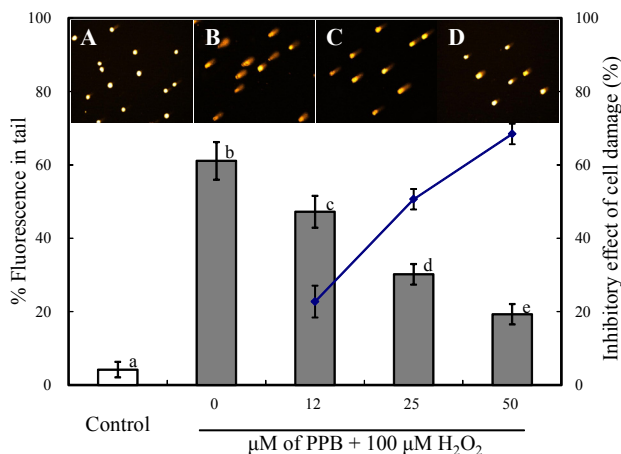 A B C D
100 100
80 80
60 60
40 40
20 20
0 0
% Fluorescence in tail
Inhibitory effect of cell damage (%)
a b c d e
Control 0 12 25 50
μM of PPB + 100 μM H₂O₂